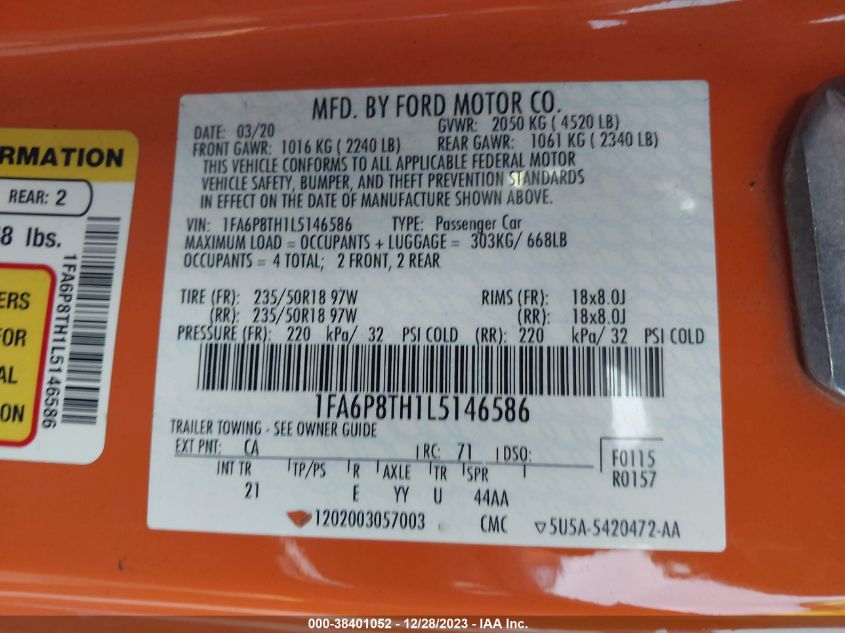 MFD. BY FORD MOTOR CO.
DATE: 03/20 GVWR: 2050 KG ( 4520 LB)
FRONT GAWR: 1016 KG ( 2240 LB) REAR GAWR: 1061 KG ( 2340 LB)
THIS VEHICLE CONFORMS TO ALL APPLICABLE FEDERAL MOTOR
VEHICLE SAFETY, BUMPER, AND THEFT PREVENTION STANDARDS
IN EFFECT ON THE DATE OF MANUFACTURE SHOWN ABOVE.
VIN: 1FA6P8TH1L5146586 TYPE: Passenger Car
MAXIMUM LOAD = OCCUPANTS + LUGGAGE = 303KG/ 668LB
OCCUPANTS = 4 TOTAL; 2 FRONT, 2 REAR
TIRE (FR): 235/50R18 97W RIMS (FR): 18x8.0J
(RR): 235/50R18 97W (RR): 18x8.0J
PRESSURE (FR): 220 kPa/ 32 PSI COLD (RR): 220 kPa/ 32 PSI COLD
1FA6P8TH1L5146586
TRAILER TOWING - SEE OWNER GUIDE
EXT PNT: CA RC: 71 DSO: F0115
INT TR TP/PS R AXLE TR SPR R0157
21 E YY U 44AA
1202003057003 CMC 5U5A-5420472-AA
RMATION
REAR: 2
8 lbs.
ERS
FOR
AL
ON
1FA6P8TH1L5146586
000-38401052 - 12/28/2023 - IAA Inc.